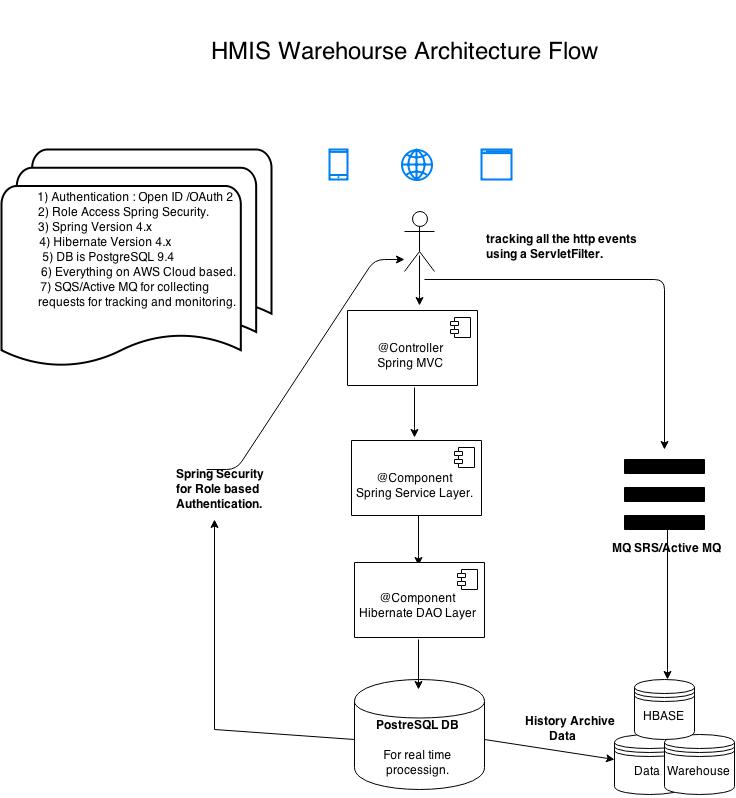 HMIS Warehourse Architecture Flow
1) Authentication : Open ID /OAuth 2
2) Role Access Spring Security.
3) Spring Version 4.x
4) Hibernate Version 4.x
5) DB is PostgreSQL 9.4
6) Everything on AWS Cloud based.
7) SQS/Active MQ for collecting
requests for tracking and monitoring.
tracking all the http events
using a ServletFilter.
@Controller
Spring MVC
@Component
Spring Service Layer.
Spring Security
for Role based
Authentication.
MQ SRS/Active MQ
@Component
Hibernate DAO Layer
PostreSQL DB
For real time
processign.
History Archive
Data
HBASE
Data
Warehouse